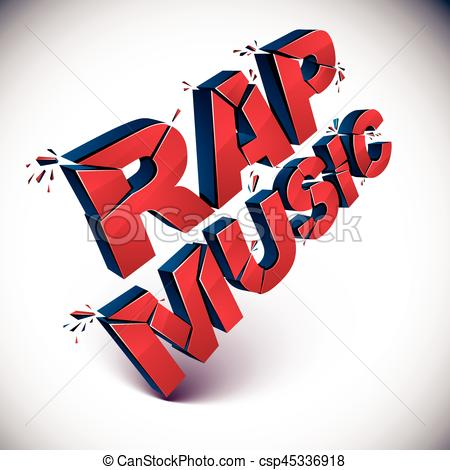 RAP
MUSIC
© Can Stock Photo
© Can Stock Photo - csp45336918